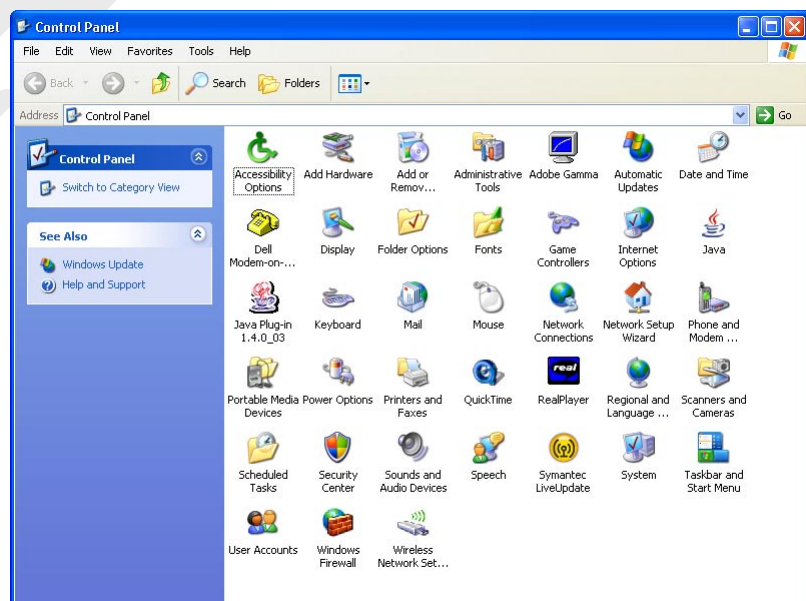 Control Panel
File Edit View Favorites Tools Help
Back Search Folders
Address Control Panel Go
Control Panel
Switch to Category View
See Also
Windows Update
Help and Support
Accessibility Options
Add Hardware
Add or Remov...
Administrative Tools
Adobe Gamma
Automatic Updates
Date and Time
Dell Modem-on-...
Display
Folder Options
Fonts
Game Controllers
Internet Options
Java
Java Plug-in 1.4.0_03
Keyboard
Mail
Mouse
Network Connections
Network Setup Wizard
Phone and Modem ...
Portable Media Devices
Power Options
Printers and Faxes
QuickTime
real
RealPlayer
Regional and Language ...
Scanners and Cameras
Scheduled Tasks
Security Center
Sounds and Audio Devices
Speech
Symantec LiveUpdate
System
Taskbar and Start Menu
User Accounts
Windows Firewall
Wireless Network Set...